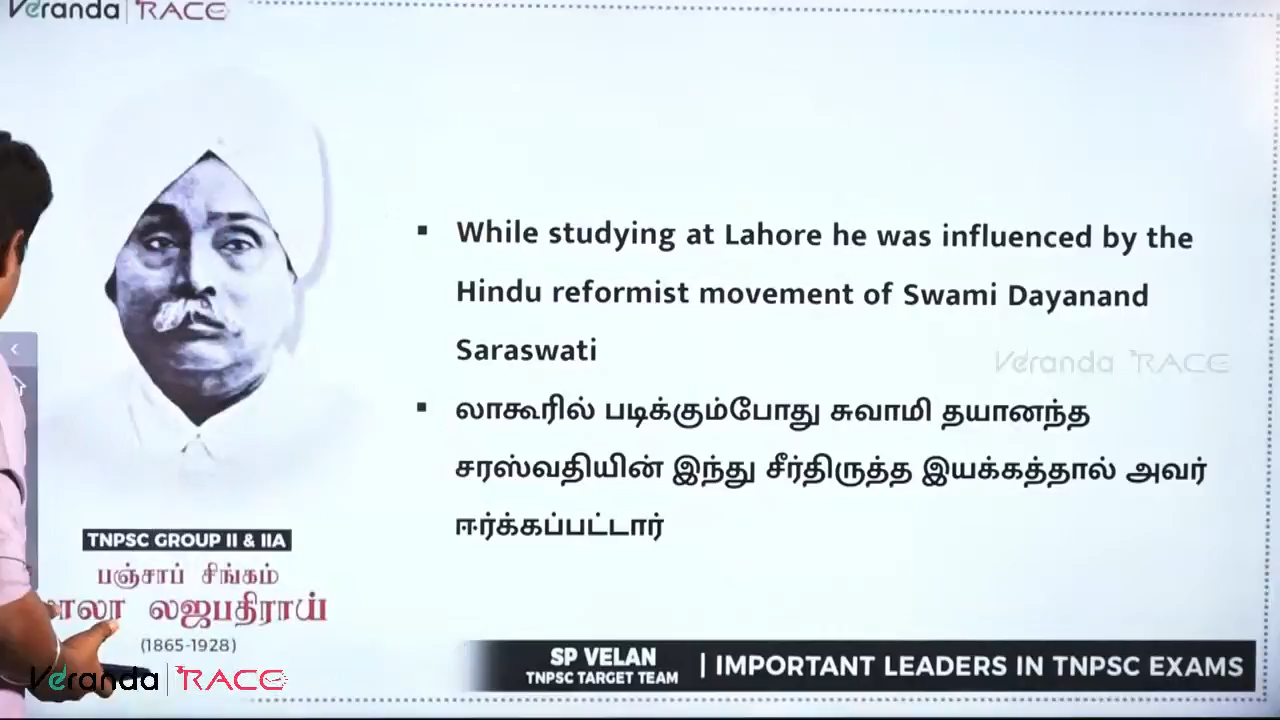 Veranda RACE
While studying at Lahore he was influenced by the
Hindu reformist movement of Swami Dayanand
Saraswati
Veranda RACE
லாகூரில் படிக்கும்போது சுவாமி தயானந்த
சரஸ்வதியின் இந்து சீர்திருத்த இயக்கத்தால் அவர்
ஈர்க்கப்பட்டார்
TNPSC GROUP II & IIA
பஞ்சாப் சிங்கம்
லாலா லஜபதிராய்
(1865-1928)
Veranda RACE
SP VELAN
TNPSC TARGET TEAM
| IMPORTANT LEADERS IN TNPSC EXAMS